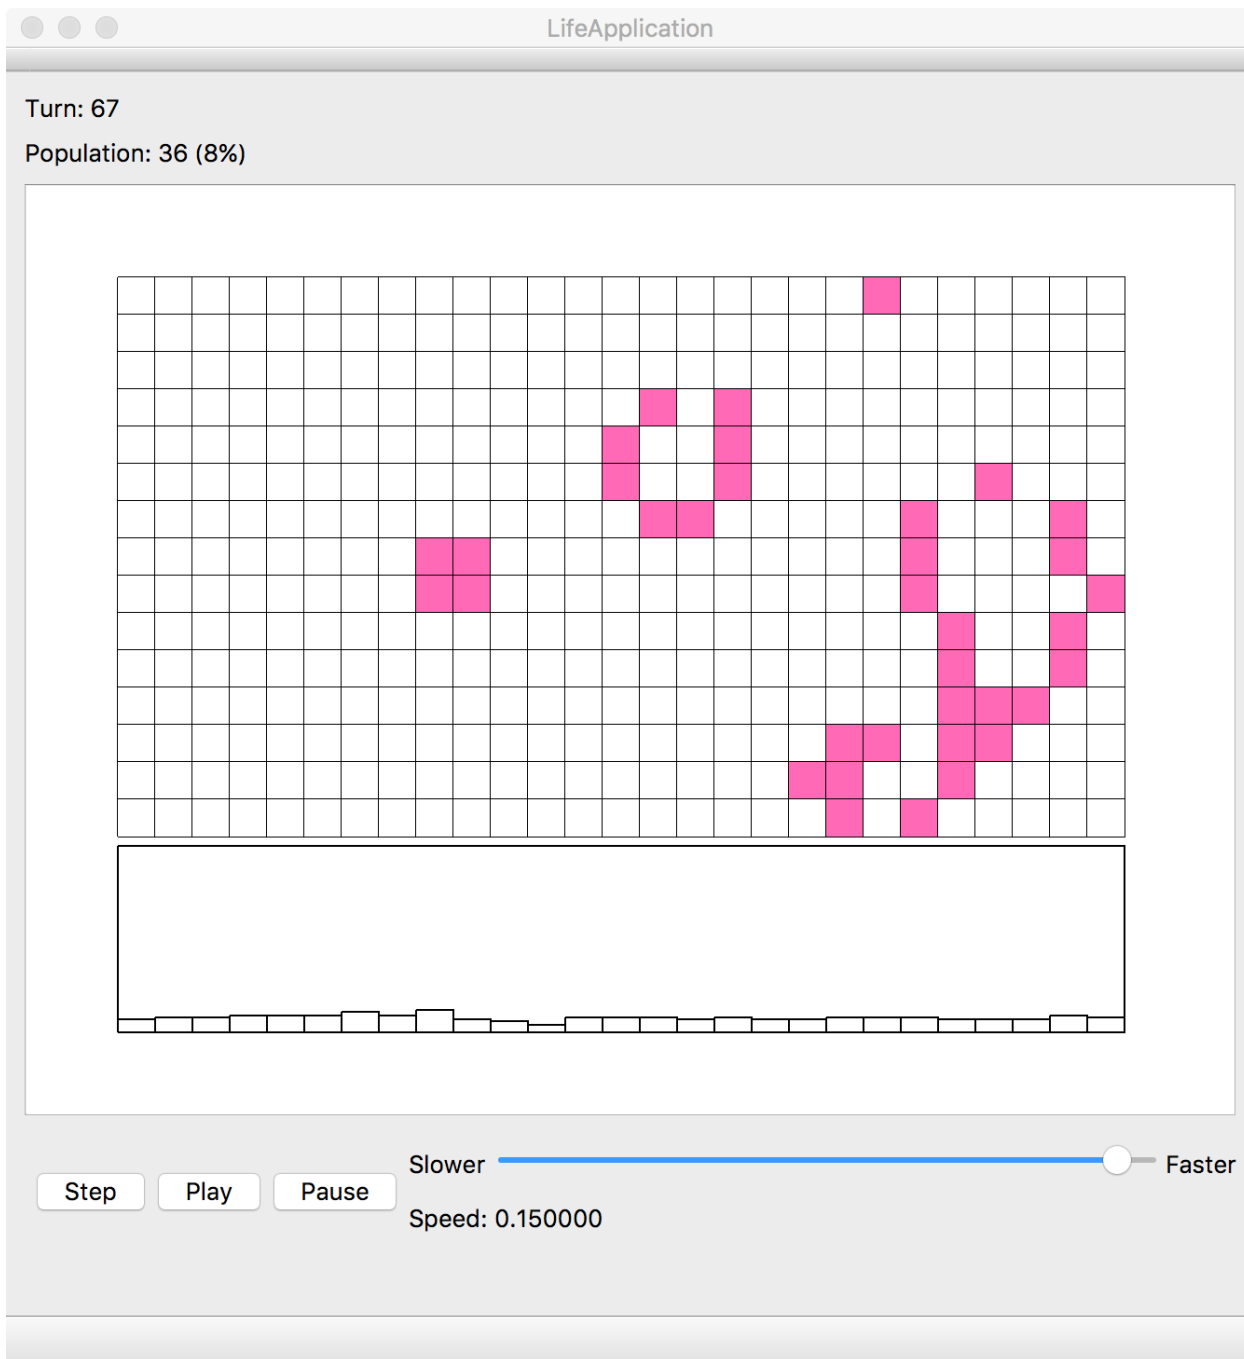 LifeApplication
Turn: 67
Population: 36 (8%)
Step
Play
Pause
Slower
Faster
Speed: 0.150000